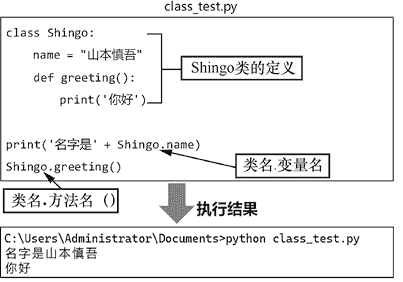 class_test.py
class Shingo:
name = "山本慎吾"
def greeting():
print('你好')
Shingo类的定义
print('名字是' + Shingo.name)
Shingo.greeting()
类名.变量名
类名.方法名（）
执行结果
C:\Users\Administrator\Documents>python class_test.py
名字是山本慎吾
你好